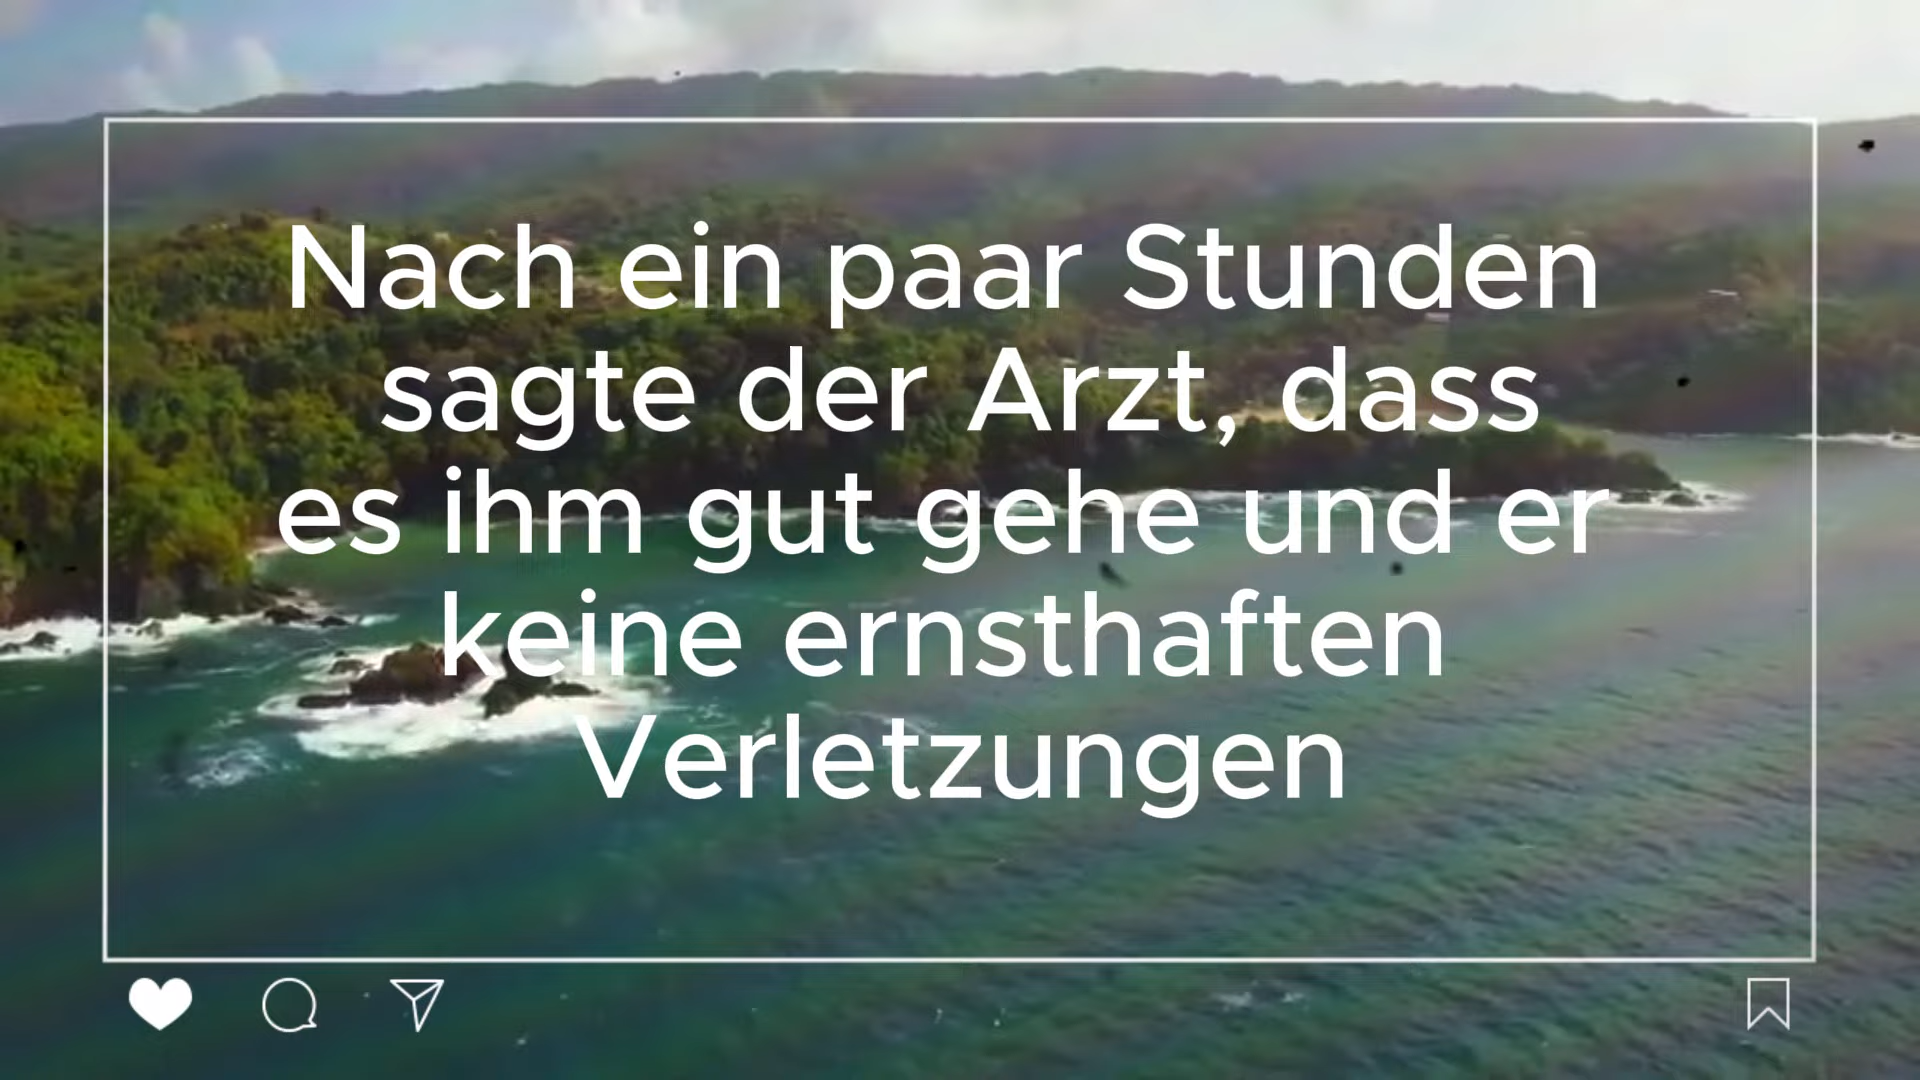 Nach ein paar Stunden
sagte der Arzt, dass
es ihm gut gehe und er
keine ernsthaften
Verletzungen